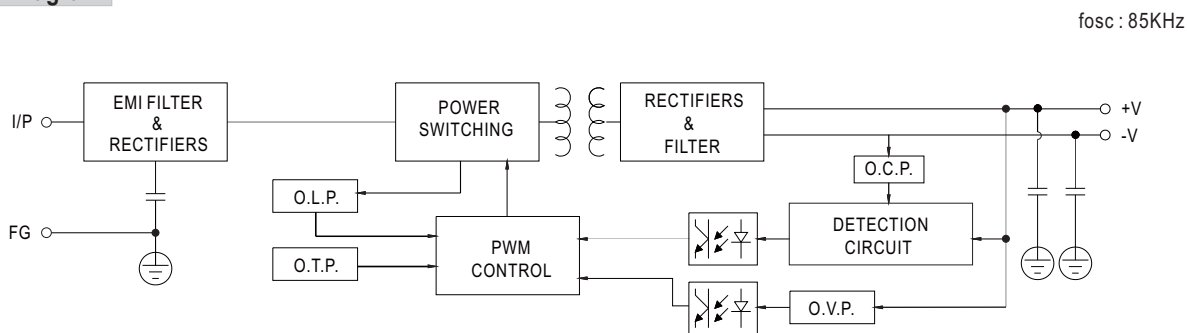 fosc : 85KHz
I/P
EMI FILTER
&
RECTIFIERS
POWER
SWITCHING
RECTIFIERS
&
FILTER
+V
-V
O.C.P.
O.L.P.
FG
PWM
CONTROL
DETECTION
CIRCUIT
O.T.P.
O.V.P.